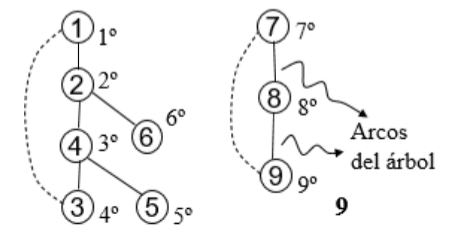 1 1º
2 2º
6 6º
4 3º
3 4º
5 5º
7 7º
8 8º
9 9º
Arcos
del árbol
9